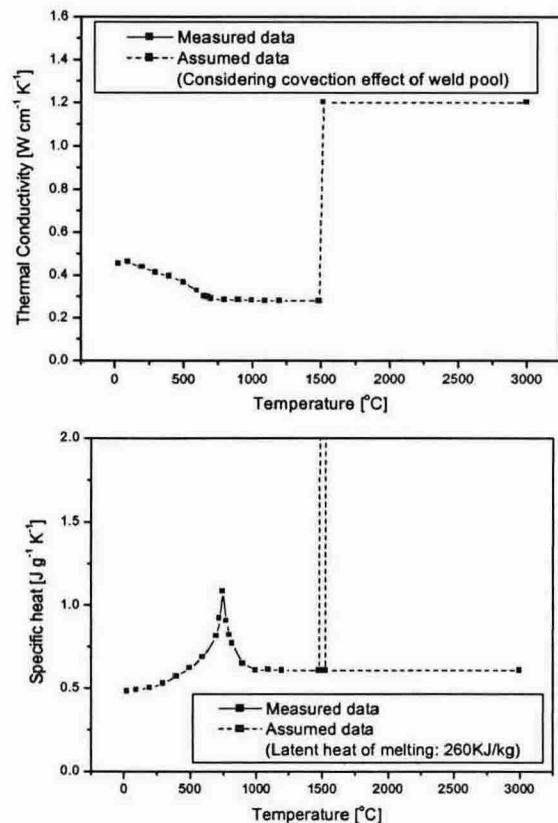 1.6
1.4
1.2
1.0
0.8
0.6
0.4
0.2
0.0
Thermal Conductivity [W cm⁻¹ K⁻¹]
Measured data
Assumed data
(Considering covection effect of weld pool)
0 500 1000 1500 2000 2500 3000
Temperature [°C]
2.0
1.5
1.0
0.5
0.0
Specific heat [J g⁻¹ K⁻¹]
Measured data
Assumed data
(Latent heat of melting: 260KJ/kg)
0 500 1000 1500 2000 2500 3000
Temperature [°C]